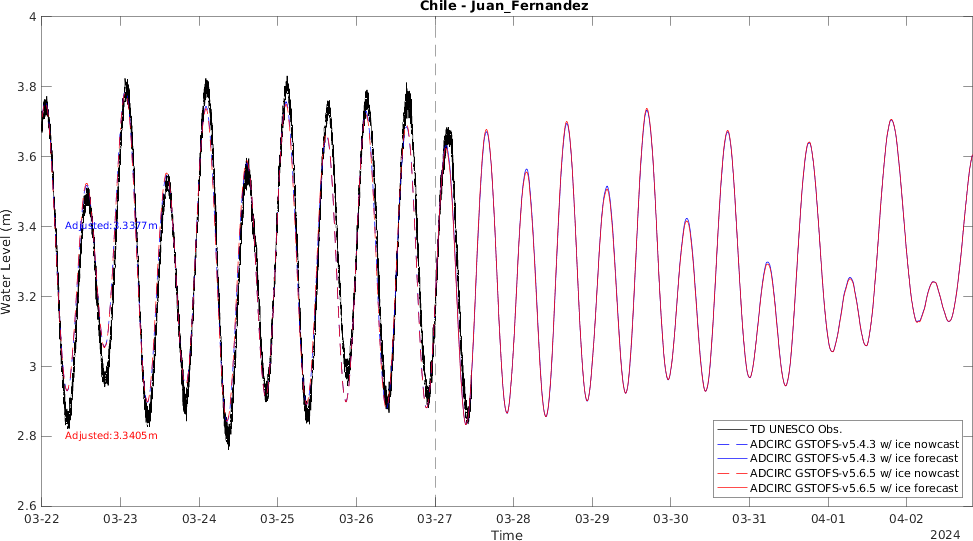 Chile - Juan_Fernandez
4
3.8
3.6
3.4
3.2
3
2.8
2.6
Water Level (m)
Adjusted:3.3377m
Adjusted:3.3405m
TD UNESCO Obs.
ADCIRC GSTOFS-v5.4.3 w/ ice nowcast
ADCIRC GSTOFS-v5.4.3 w/ ice forecast
ADCIRC GSTOFS-v5.6.5 w/ ice nowcast
ADCIRC GSTOFS-v5.6.5 w/ ice forecast
03-22 03-23 03-24 03-25 03-26 03-27 03-28 03-29 03-30 03-31 04-01 04-02
Time
2024